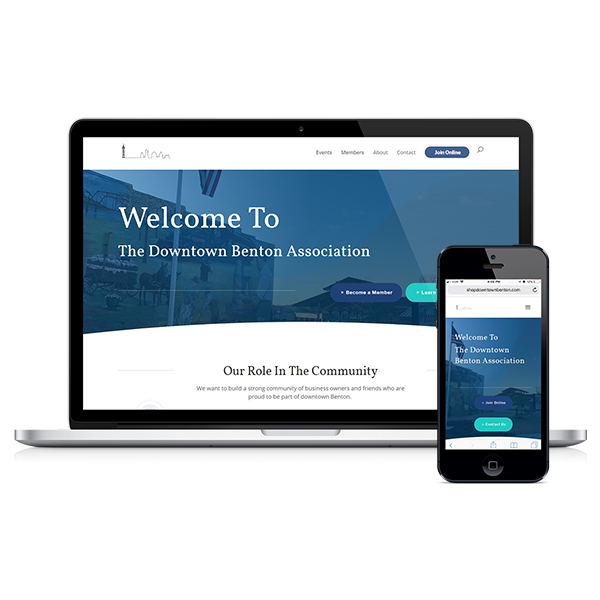 Events Members About Contact Join Online
Welcome To
The Downtown Benton Association
» Become a Member » Learn
Our Role In The Community
We want to build a strong community of business owners and friends who are
proud to be part of downtown Benton.
shopdowntownbenton.com
Welcome To
The Downtown
Benton Association
» Join Online
» Contact Us